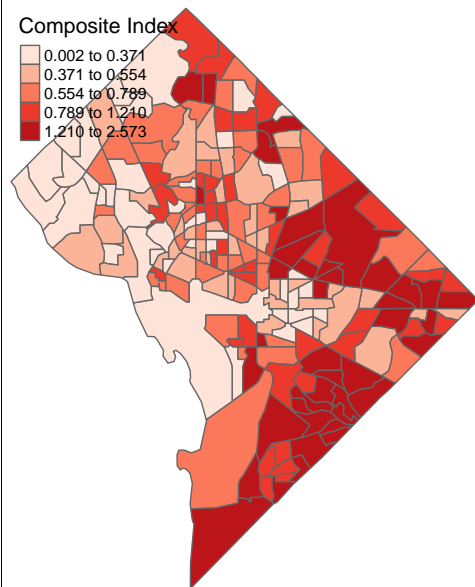 Composite Index
0.002 to 0.371
0.371 to 0.554
0.554 to 0.789
0.789 to 1.210
1.210 to 2.573